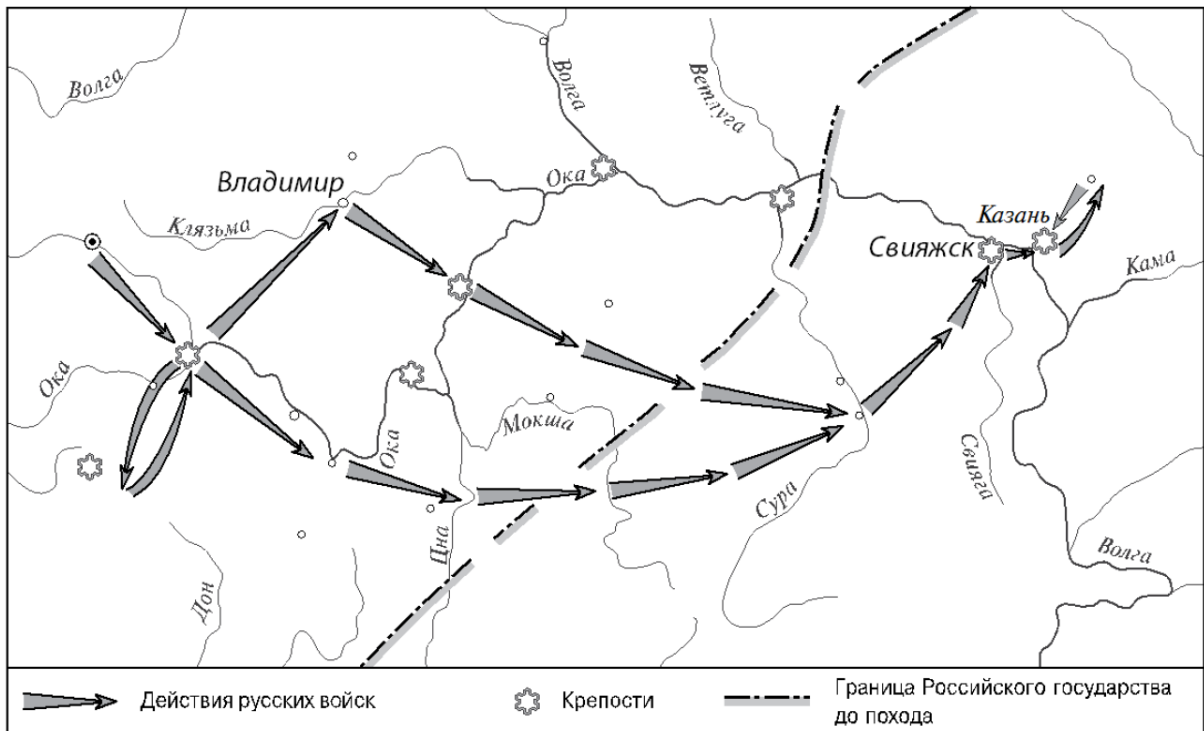 Волга
Волга
Ветлуга
Ока
Владимир
Клязьма
Казань
Свияжск
Кама
Ока
Мокша
Ока
Свияга
Сура
Цна
Волга
Дон
Действия русских войск
Крепости
Граница Российского государства
до похода